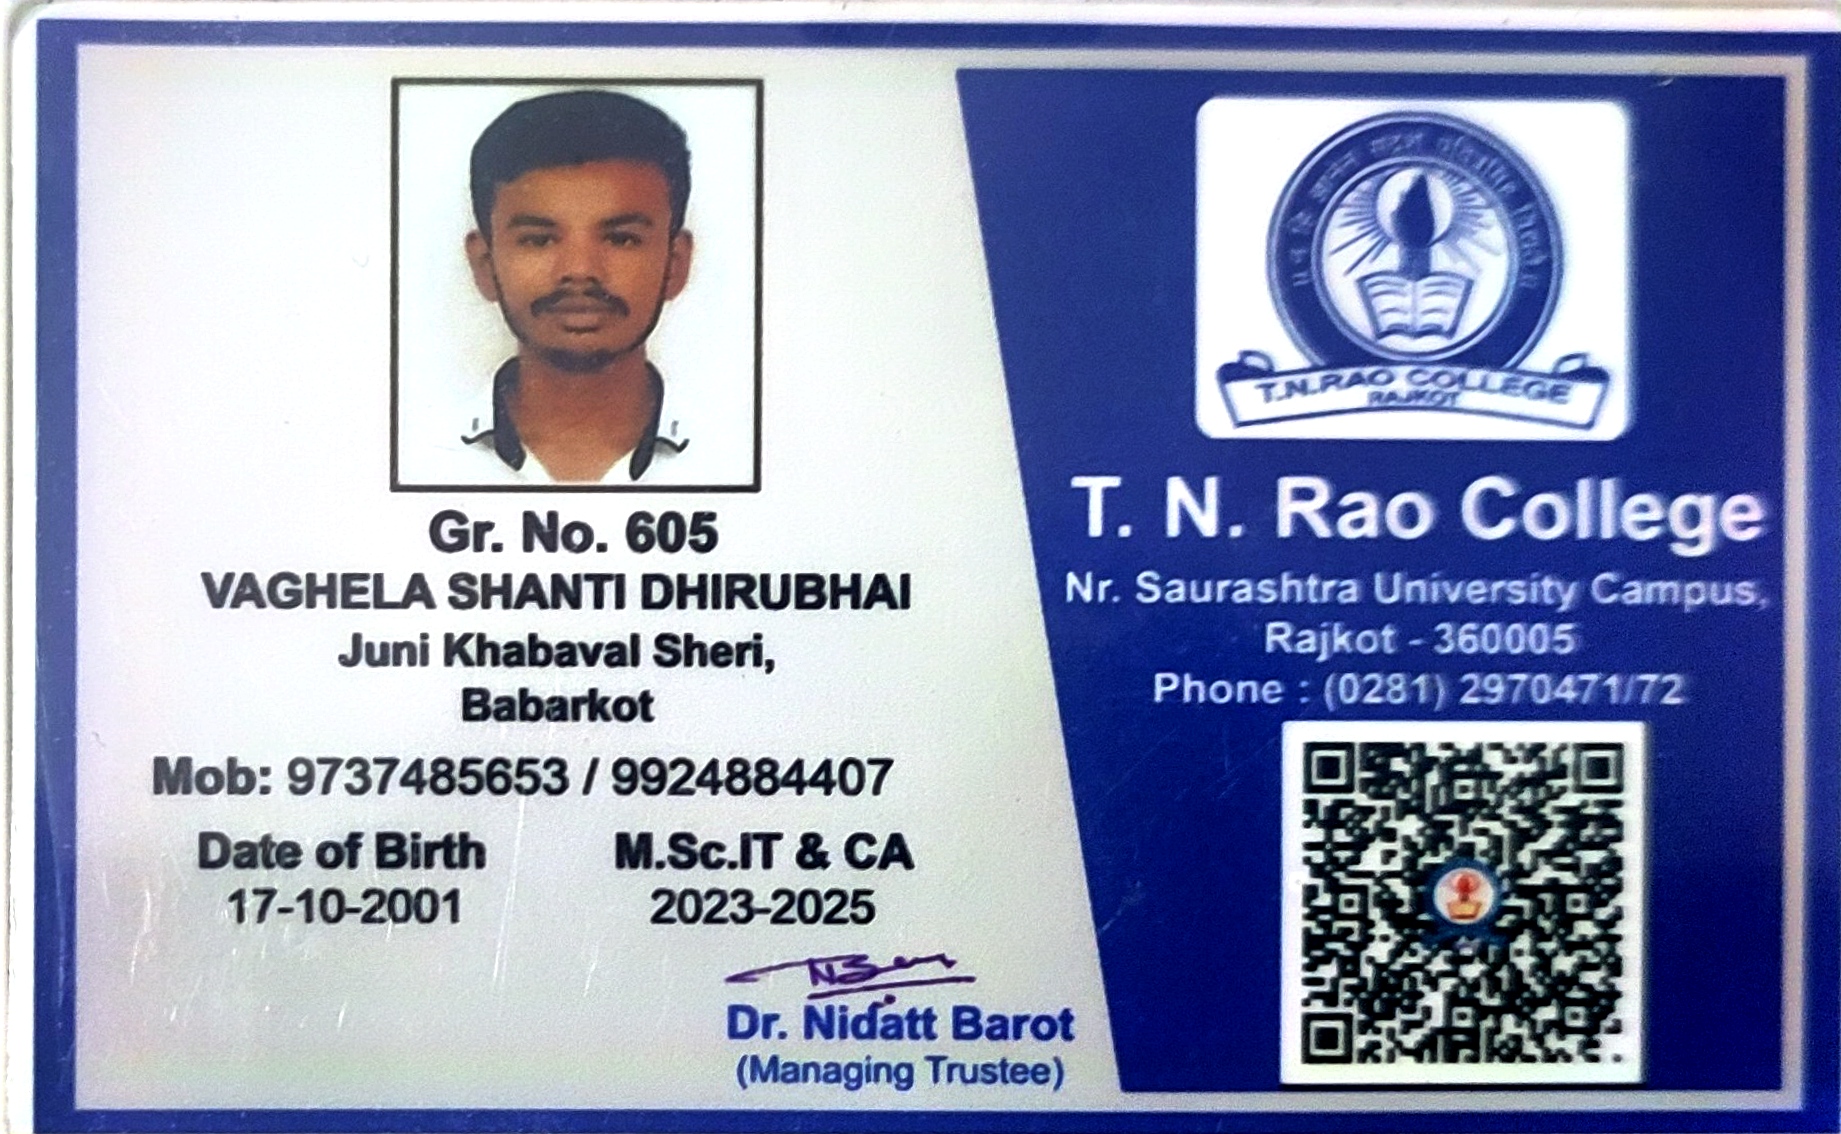 Gr. No. 605
VAGHELA SHANTI DHIRUBHAI
Juni Khabaval Sheri,
Babarkot
Mob: 9737485653 / 9924884407
Date of Birth
17-10-2001
M.Sc.IT & CA
2023-2025
Dr. Nidatt Barot
(Managing Trustee)
T.N.RAO COLLEGE
RAJKOT
T. N. Rao College
Nr. Saurashtra University Campus,
Rajkot - 360005
Phone : (0281) 2970471/72